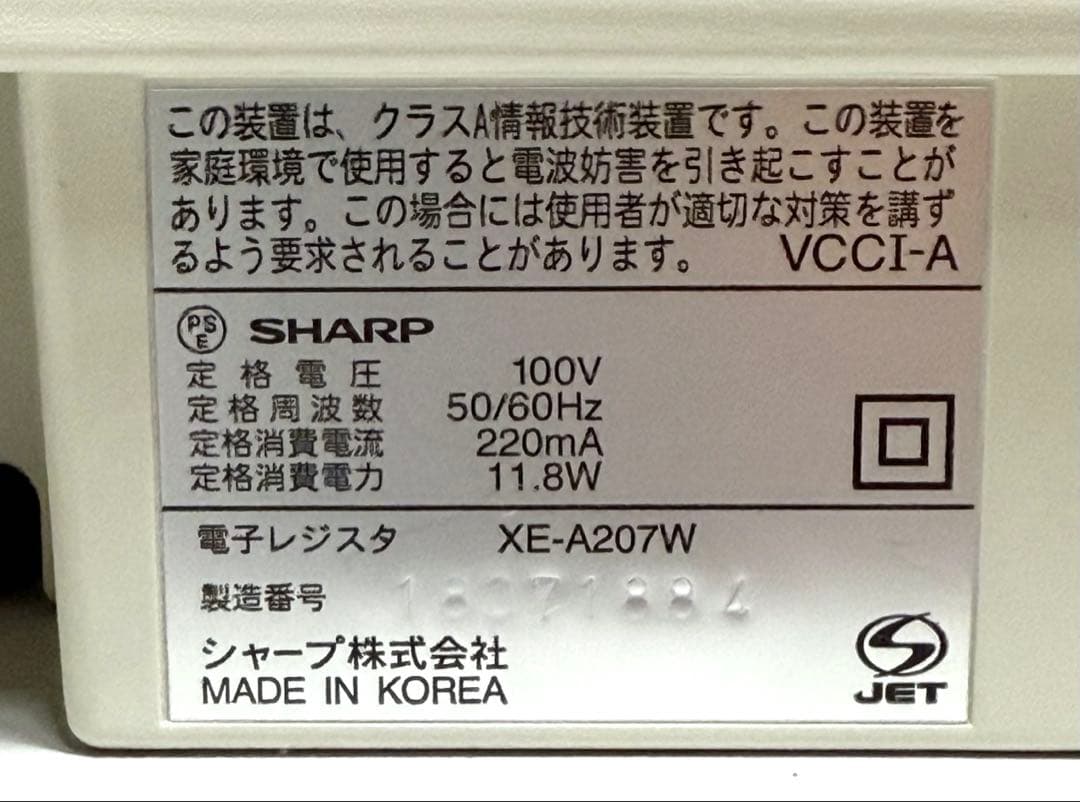 この装置は、クラスA情報技術装置です。この装置を
家庭環境で使用すると電波妨害を引き起こすことが
あります。この場合には使用者が適切な対策を講ず
るよう要求されることがあります。 VCCI-A
PSE SHARP
定格電圧 100V
定格周波数 50/60Hz
定格消費電流 220mA
定格消費電力 11.8W
電子レジスタ XE-A207W
製造番号 18071884
シャープ株式会社
MADE IN KOREA
JET